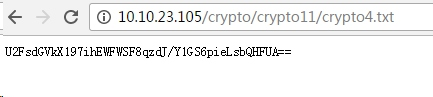 10.10.23.105/crypto/crypto11/crypto4.txt
U2FsdGVkX197ihEWFWSF8qzdJ/Y1GS6pieLsbQHFUA==